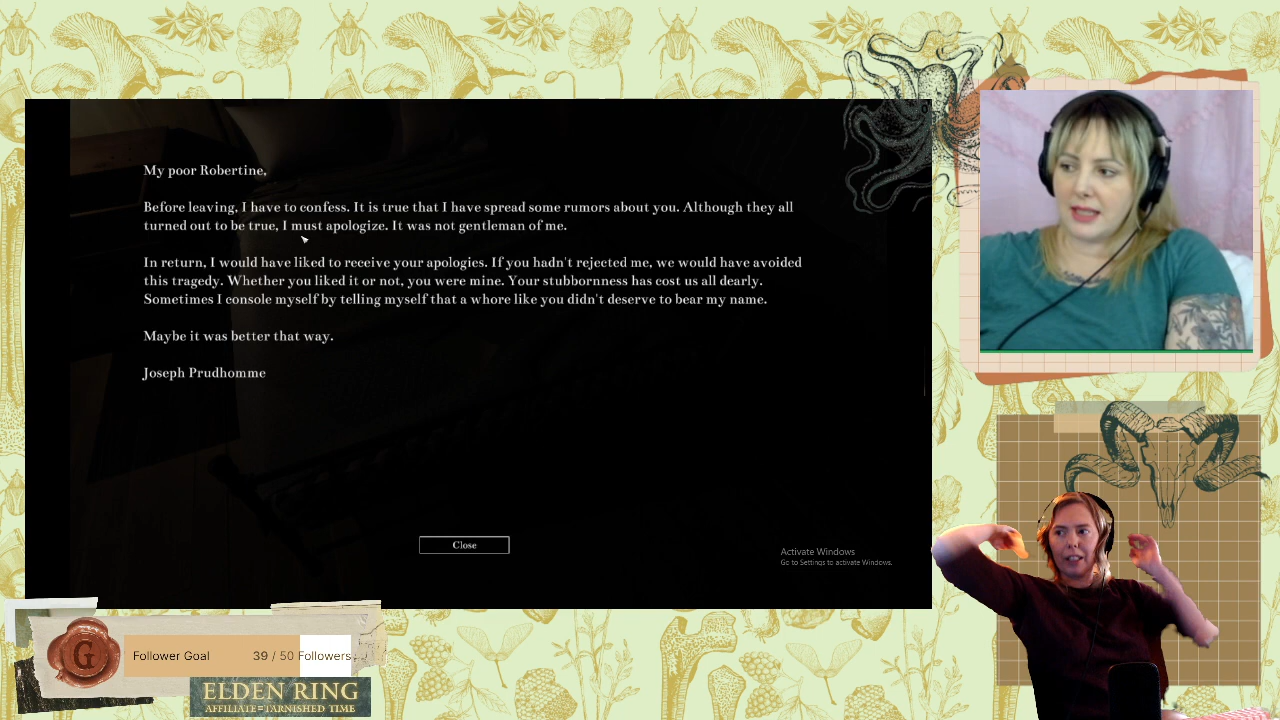 My poor Robertine,
Before leaving, I have to confess. It is true that I have spread some rumors about you. Although they all
turned out to be true, I must apologize. It was not gentleman of me.
In return, I would have liked to receive your apologies. If you hadn't rejected me, we would have avoided
this tragedy. Whether you liked it or not, you were mine. Your stubbornness has cost us all dearly.
Sometimes I console myself by telling myself that a whore like you didn't deserve to bear my name.
Maybe it was better that way.
Joseph Prudhomme
Close
Activate Windows
Go to Settings to activate Windows.
G
Follower Goal 39 / 50 Followers
ELDEN RING
AFFILIATE=TARNISHED TIME